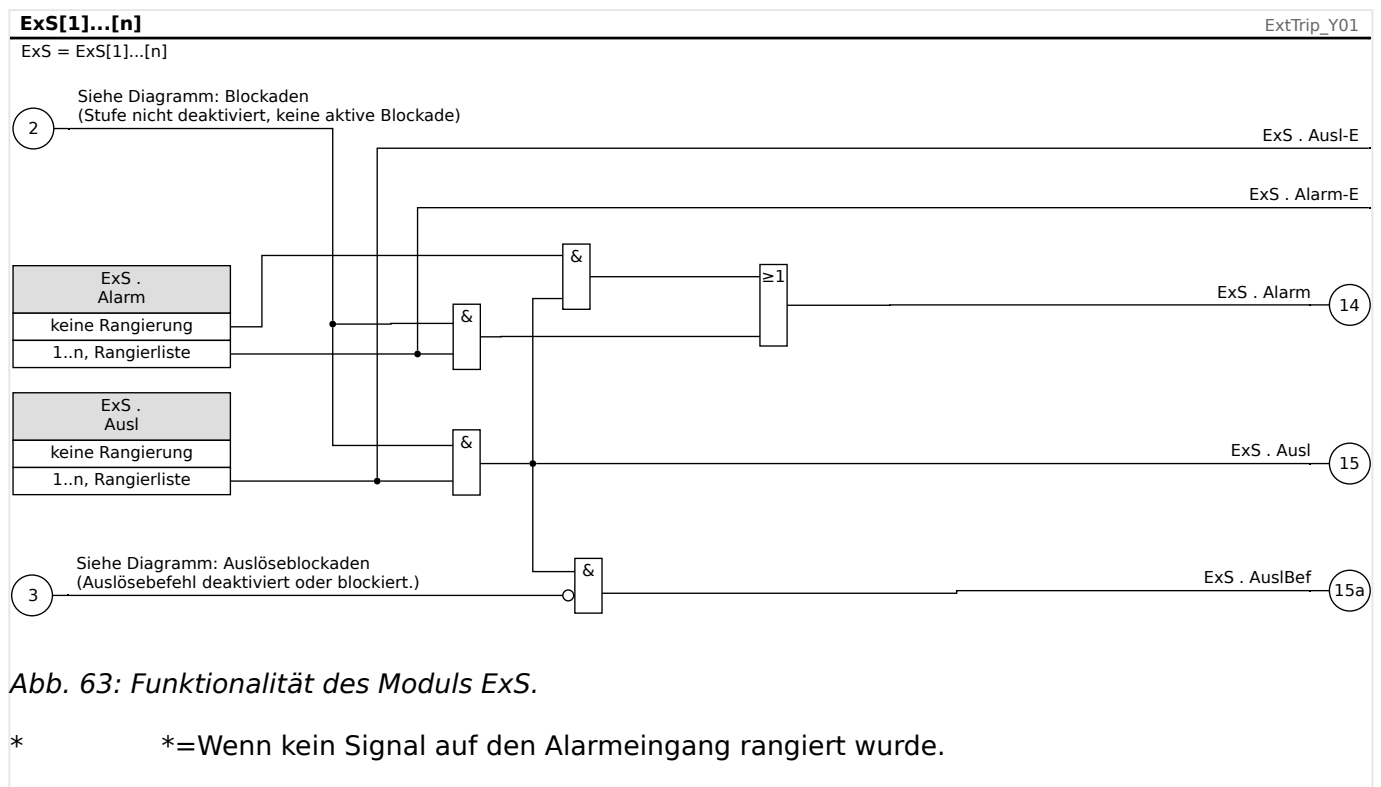 ExS[1]...[n]
ExtTrip_Y01
ExS = ExS[1]...[n]
Siehe Diagramm: Blockaden
(Stufe nicht deaktiviert, keine aktive Blockade)
2
ExS . Ausl-E
ExS . Alarm-E
&
≥1
ExS .
Alarm
keine Rangierung
1..n, Rangierliste
&
ExS . Alarm
14
ExS .
Ausl
keine Rangierung
1..n, Rangierliste
&
ExS . Ausl
15
Siehe Diagramm: Auslöseblockaden
(Auslösebefehl deaktiviert oder blockiert.)
3
&
ExS . AuslBef
15a
Abb. 63: Funktionalität des Moduls ExS.
* *=Wenn kein Signal auf den Alarmeingang rangiert wurde.